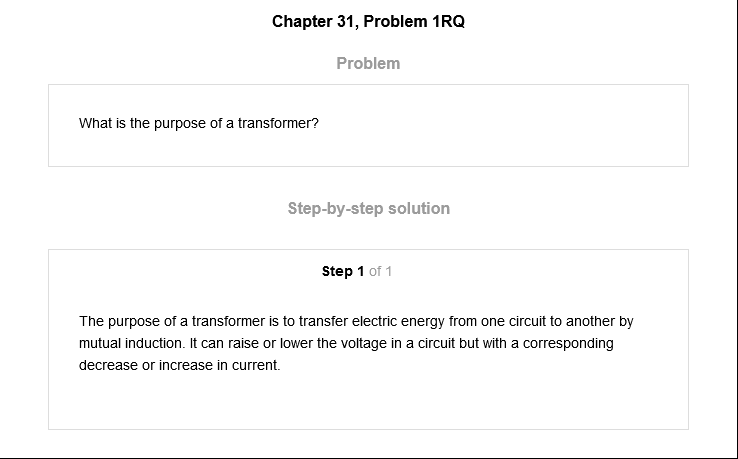 Chapter 31, Problem 1RQ
Problem
What is the purpose of a transformer?
Step-by-step solution
Step 1 of 1
The purpose of a transformer is to transfer electric energy from one circuit to another by
mutual induction. It can raise or lower the voltage in a circuit but with a corresponding
decrease or increase in current.